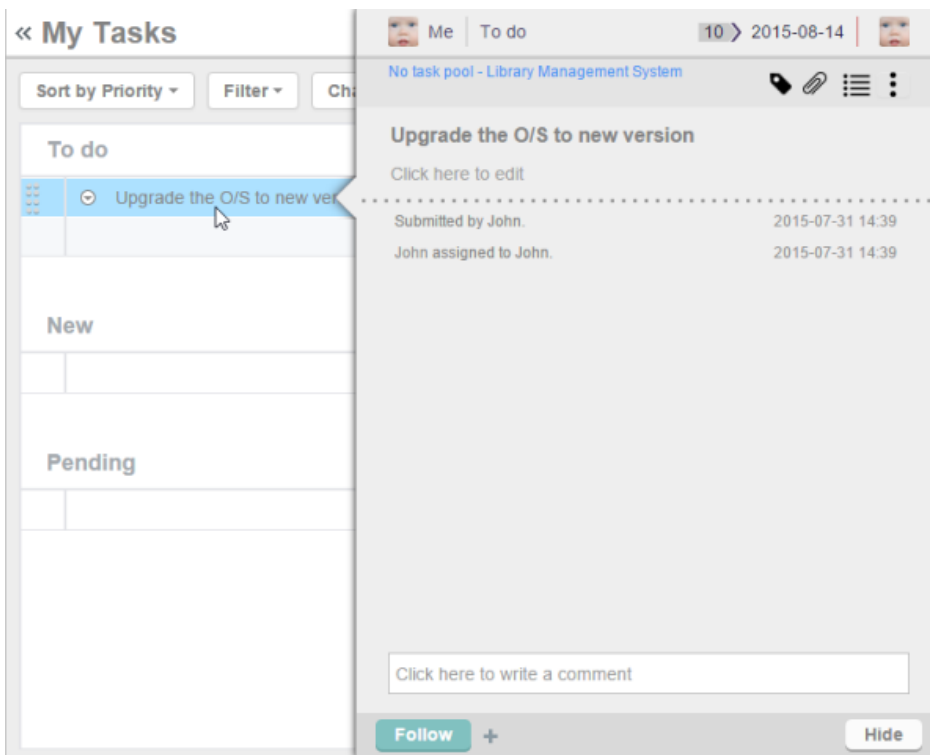 « My Tasks
Sort by Priority
Filter
To do
Upgrade the O/S to new
New
Pending
Me
To do
10 2015-08-14
No task pool - Library Management System
Upgrade the O/S to new version
Click here to edit
Submitted by John. 2015-07-31 14:39
John assigned to John. 2015-07-31 14:39
Click here to write a comment
Follow +
Hide